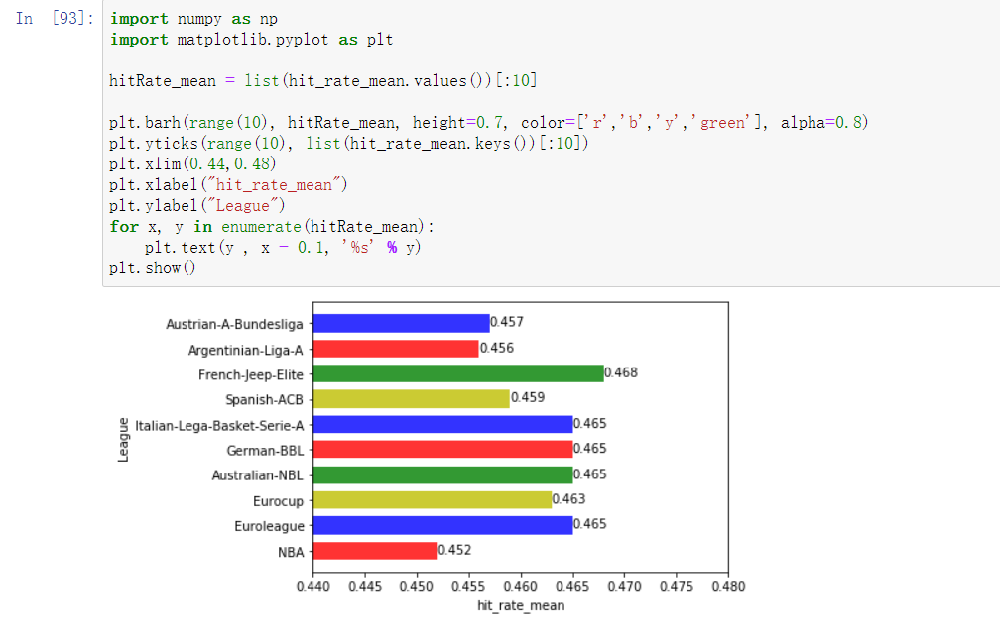 In [93]: import numpy as np
import matplotlib.pyplot as plt
hitRate_mean = list(hit_rate_mean.values())[:10]
plt.barh(range(10), hitRate_mean, height=0.7, color=['r','b','y','green'], alpha=0.8)
plt.yticks(range(10), list(hit_rate_mean.keys())[:10])
plt.xlim(0.44,0.48)
plt.xlabel("hit_rate_mean")
plt.ylabel("League")
for x, y in enumerate(hitRate_mean):
    plt.text(y , x - 0.1, '%s' % y)
plt.show()
Austrian-A-Bundesliga 0.457
Argentinian-Liga-A 0.456
French-Jeep-Elite 0.468
Spanish-ACB 0.459
Italian-Lega-Basket-Serie-A 0.465
German-BBL 0.465
Australian-NBL 0.465
Eurocup 0.463
Euroleague 0.465
NBA 0.452
League
0.440 0.445 0.450 0.455 0.460 0.465 0.470 0.475 0.480
hit_rate_mean